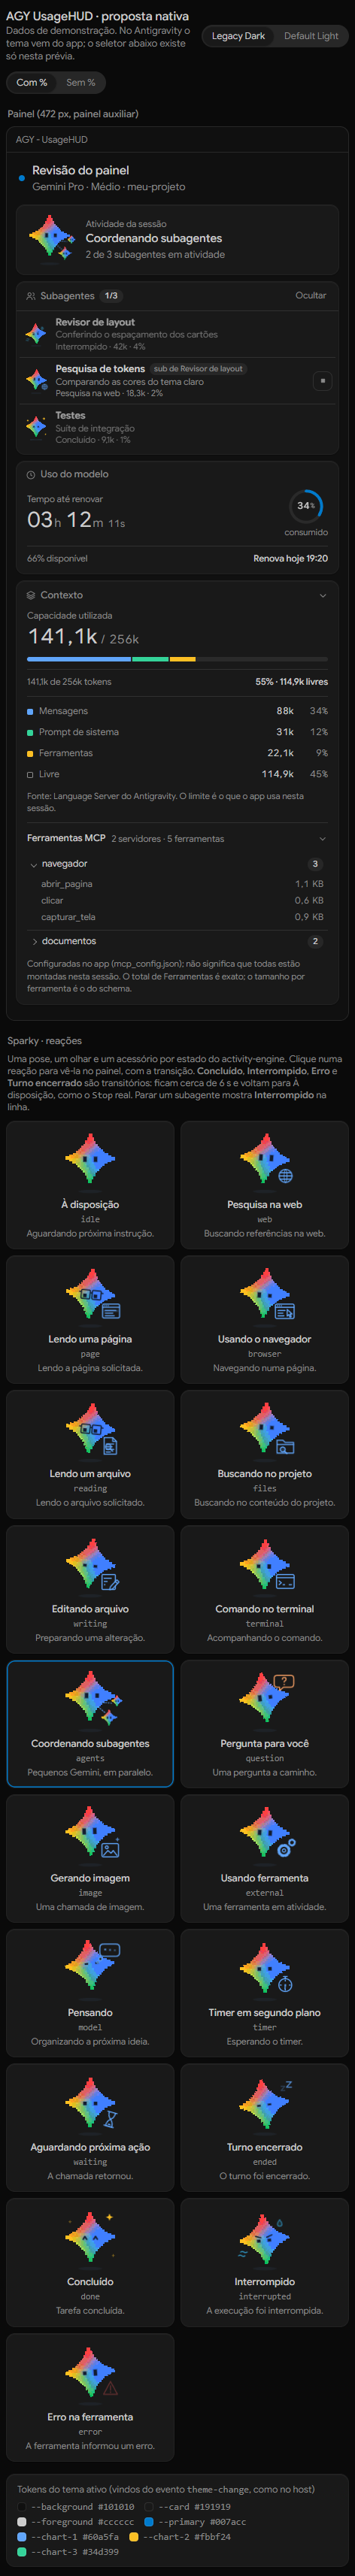 AGY UsageHUD · proposta nativa
Dados de demonstração. No Antigravity o
tema vem do app; o seletor abaixo existe
só nesta prévia.
Legacy Dark
Default Light
Com %
Sem %
Painel (472 px, painel auxiliar)
AGY - UsageHUD
Revisão do painel
Gemini Pro · Médio · meu-projeto
Atividade da sessão
Coordenando subagentes
2 de 3 subagentes em atividade
Subagentes 1/3
Ocultar
Revisor de layout
Conferindo o espaçamento dos cartões
Interrompido · 42k · 4%
Pesquisa de tokens sub de Revisor de layout
Comparando as cores do tema claro
Pesquisa na web · 18,3k · 2%
Testes
Suíte de integração
Concluído · 9,1k · 1%
Uso do modelo
Tempo até renovar
03h 12m 11s
34%
consumido
66% disponível
Renova hoje 19:20
Contexto
Capacidade utilizada
141,1k / 256k
141,1k de 256k tokens
55% · 114,9k livres
Mensagens 88k 34%
Prompt de sistema 31k 12%
Ferramentas 22,1k 9%
Livre 114,9k 45%
Fonte: Language Server do Antigravity. O limite é o que o app usa nesta
sessão.
Ferramentas MCP 2 servidores · 5 ferramentas
navegador 3
abrir_pagina 1,1 KB
clicar 0,6 KB
capturar_tela 0,9 KB
documentos 2
Configuradas no app (mcp_config.json); não significa que todas estão
montadas nesta sessão. O total de Ferramentas é exato; o tamanho por
ferramenta é o do schema.
Sparky · reações
Uma pose, um olhar e um acessório por estado do activity-engine. Clique numa
reação para vê-la no painel, com a transição. Concluído, Interrompido, Erro e
Turno encerrado são transitórios: ficam cerca de 6 s e voltam para À
disposição, como o Stop real. Parar um subagente mostra Interrompido na
linha.
À disposição
idle
Aguardando próxima instrução.
Pesquisa na web
web
Buscando referências na web.
Lendo uma página
page
Lendo a página solicitada.
Usando o navegador
browser
Navegando numa página.
Lendo um arquivo
reading
Lendo o arquivo solicitado.
Buscando no projeto
files
Buscando no conteúdo do projeto.
Editando arquivo
writing
Preparando uma alteração.
Comando no terminal
terminal
Acompanhando o comando.
Coordenando subagentes
agents
Pequenos Gemini, em paralelo.
?
Pergunta para você
question
Uma pergunta a caminho.
Gerando imagem
image
Uma chamada de imagem.
Usando ferramenta
external
Uma ferramenta em atividade.
Pensando
model
Organizando a próxima ideia.
Timer em segundo plano
timer
Esperando o timer.
Aguardando próxima ação
waiting
A chamada retornou.
z Z
Turno encerrado
ended
O turno foi encerrado.
Concluído
done
Tarefa concluída.
Interrompido
interrupted
A execução foi interrompida.
Erro na ferramenta
error
A ferramenta informou um erro.
Tokens do tema ativo (vindos do evento theme-change, como no host)
--background #101010 --card #191919
--foreground #cccccc --primary #007acc
--chart-1 #60a5fa --chart-2 #fbbf24
--chart-3 #34d399